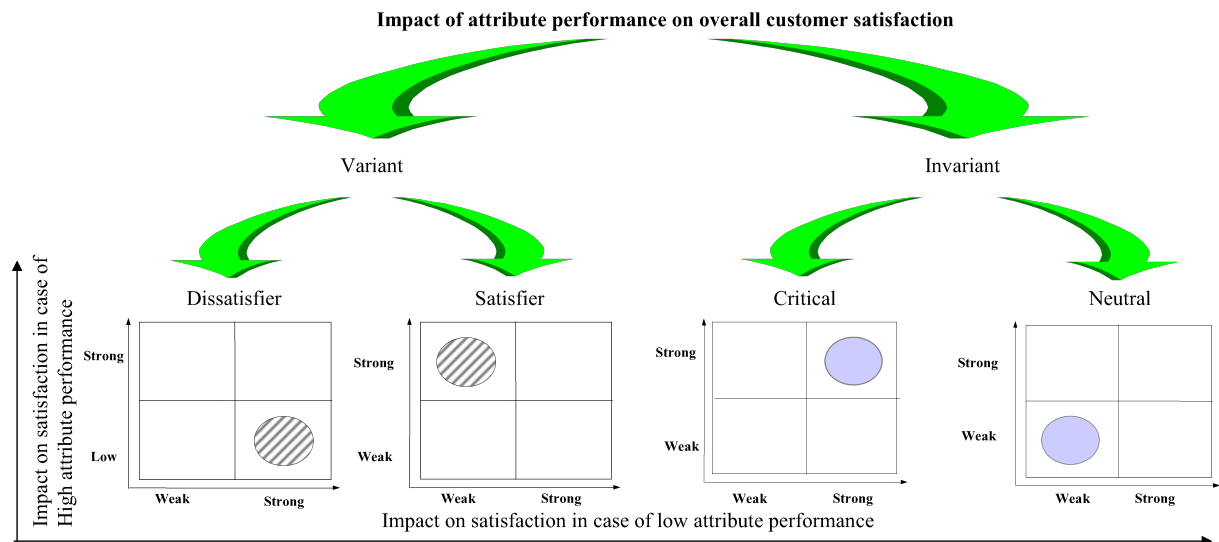 Impact of attribute performance on overall customer satisfaction
Variant
Invariant
Dissatisfier
Satisfier
Critical
Neutral
Impact on satisfaction in case of
High attribute performance
Strong
Low
Weak
Strong
Strong
Weak
Weak
Strong
Strong
Weak
Weak
Strong
Strong
Weak
Weak
Strong
Impact on satisfaction in case of low attribute performance